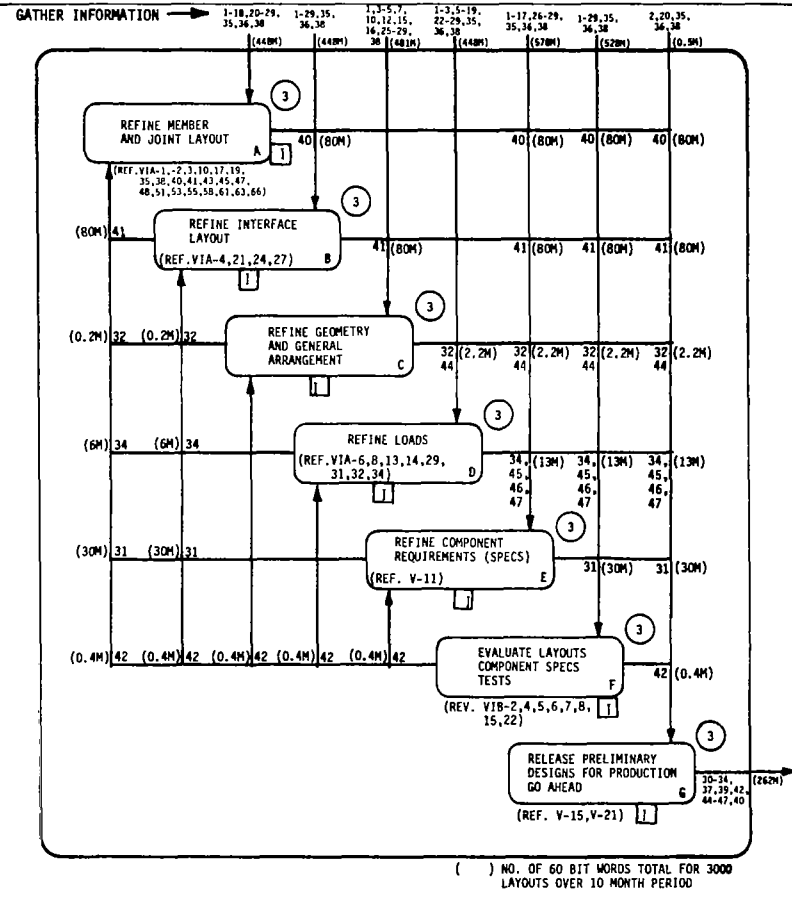 GATHER INFORMATION
1-18,20-29,
35,36,38
(448M)
1-29,35,
36,38
(448M)
1,3-5,7,
10,12,15,
16,25-29,
38 (481M)
1-3,5-19,
22-29,35,
36,38
(448M)
1-17,26-29,
35,36,38
(578M)
1-29,35,
36,38
(528M)
2,20,35,
36,38
(0.5M)
3
REFINE MEMBER
AND JOINT LAYOUT
A
I
40 (80M) 40 (80M) 40 (80M) 40 (80M)
(REF.VIA-1,-2,3,10,17,19,
35,38,40,41,43,45,47,
48,51,53,55,58,61,63,66)
3
(80M) 41
REFINE INTERFACE
LAYOUT
(REF.VIA-4,21,24,27) B
I
41 (80M) 41 (80M) 41 (80M) 41 (80M)
3
(0.2M) 32 (0.2M) 32
REFINE GEOMETRY
AND GENERAL
ARRANGEMENT C
I
32 (2.2M) 32 (2.2M) 32 (2.2M) 32 (2.2M)
44 44 44 44
3
(6M) 34 (6M) 34
REFINE LOADS
(REF.VIA-6,8,13,14,29,
31,32,34) D
I
34, (13M) 34, (13M) 34, (13M)
45, 45, 45,
46, 46, 46,
47 47 47
3
(30M) 31 (30M) 31
REFINE COMPONENT
REQUIREMENTS (SPECS)
(REF. V-11) E
I
31 (30M) 31 (30M)
3
(0.4M) 42 (0.4M) 42 (0.4M) 42 (0.4M) 42 (0.4M) 42
EVALUATE LAYOUTS
COMPONENT SPECS
TESTS F
42 (0.4M)
(REV. VIB-2,4,5,6,7,8,
15,22)
I
3
RELEASE PRELIMINARY
DESIGNS FOR PRODUCTION
GO AHEAD G
30-34, (262M)
37,39,42,
44-47,40
(REF. V-15,V-21) I
( ) NO. OF 60 BIT WORDS TOTAL FOR 3000
LAYOUTS OVER 10 MONTH PERIOD